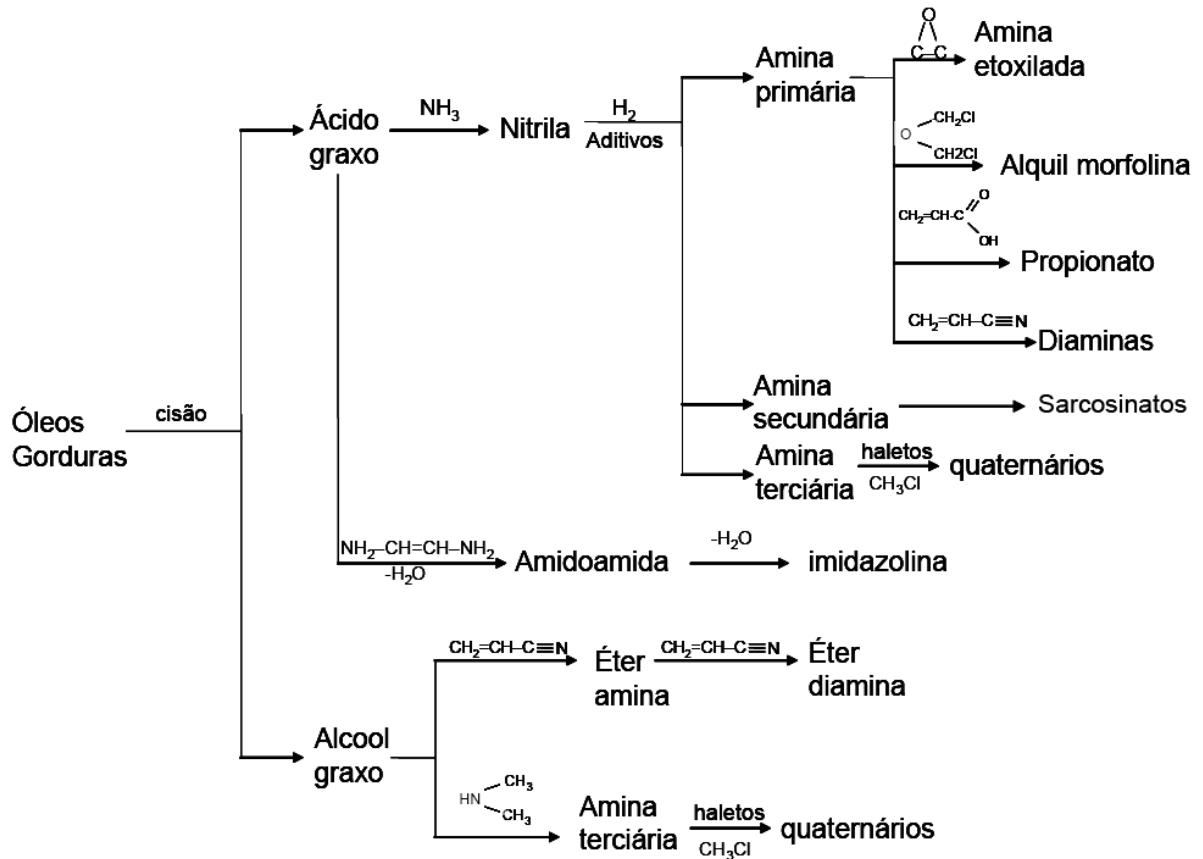 O
C–C
Amina
etoxilada
Amina
primária
Ácido
graxo
NH₃
Nitrila
H₂
Aditivos
CH₂Cl
O
CH2Cl
Alquil morfolina
CH₂=CH-C
O
OH
Propionato
CH₂=CH–C≡N
Diaminas
Amina
secundária
Sarcosinatos
Óleos
Gorduras
cisão
Amina
terciária
haletos
CH₃Cl
quaternários
NH₂–CH=CH–NH₂
-H₂O
Amidoamida
-H₂O
imidazolina
CH₂=CH–C≡N
Éter
amina
CH₂=CH–C≡N
Éter
diamina
Alcool
graxo
HN
CH₃
CH₃
Amina
terciária
haletos
CH₃Cl
quaternários